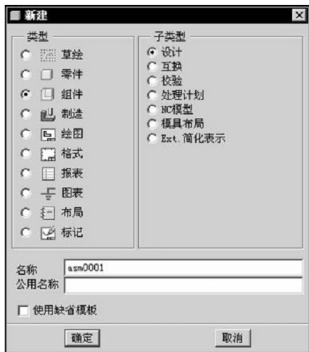 新建
类型
草绘
零件
组件
制造
绘图
格式
报表
图表
布局
标记
子类型
设计
互换
校验
处理计划
NC模型
模具布局
Ext. 简化表示
名称 asm0001
公用名称
使用缺省模板
确定 取消